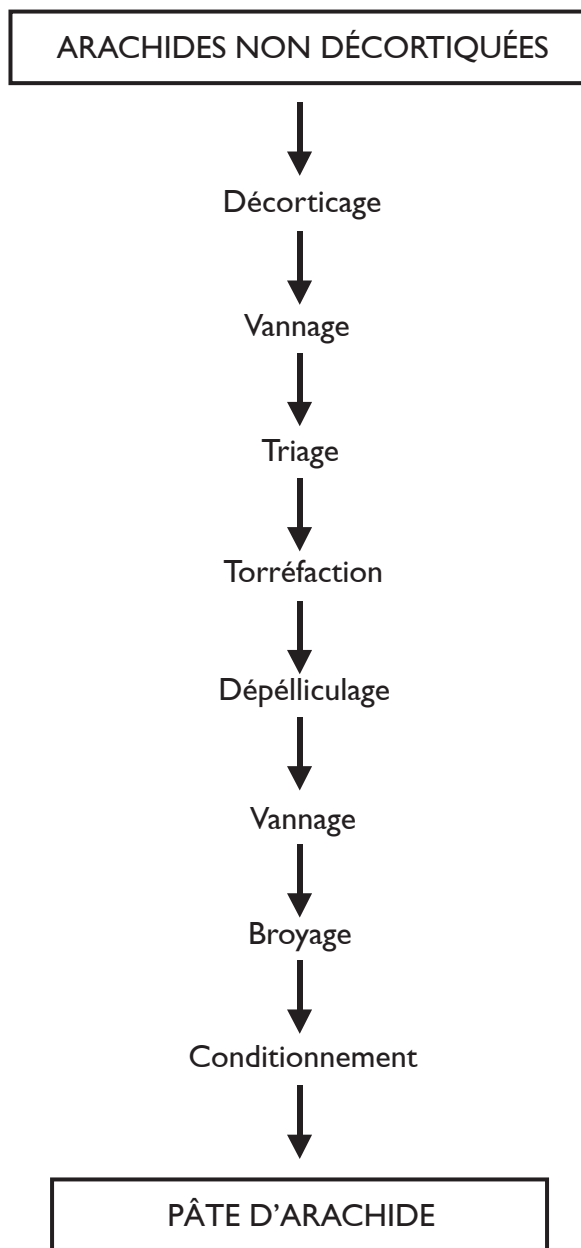 ARACHIDES NON DÉCORTIQUÉES
Décorticage
Vannage
Triage
Torréfaction
Dépélliculage
Vannage
Broyage
Conditionnement
PÂTE D’ARACHIDE